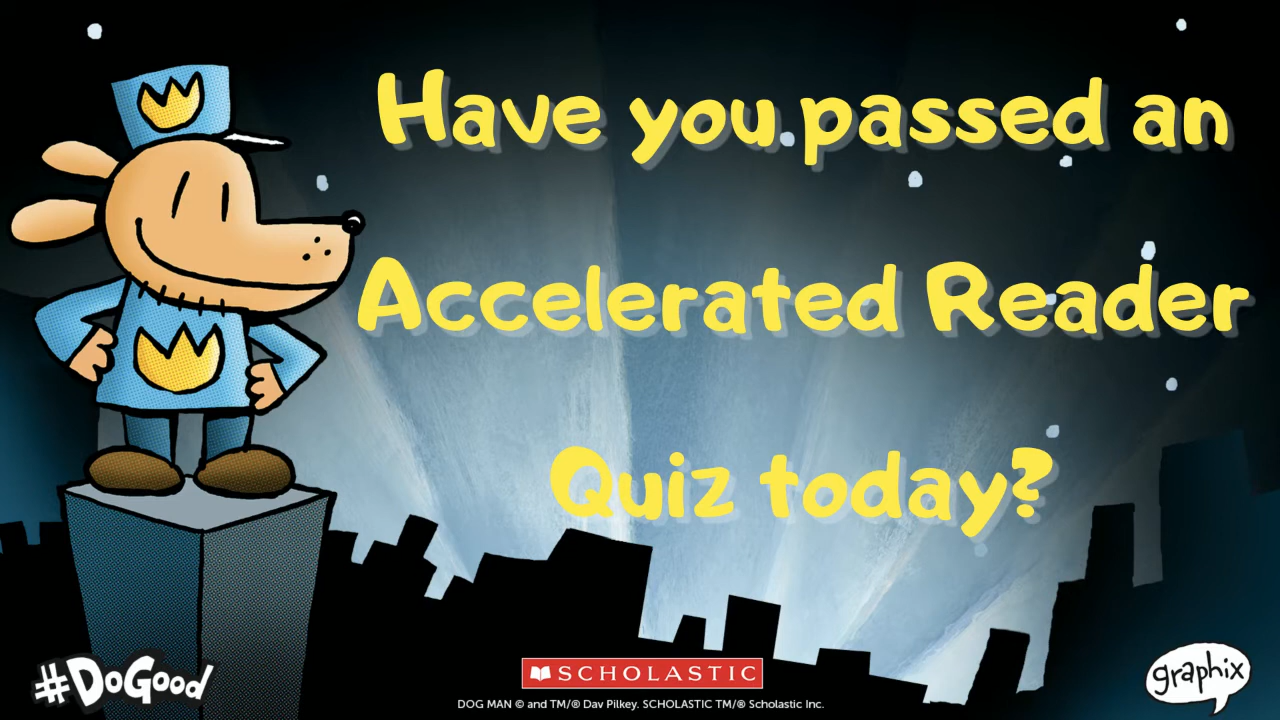 Have you passed an
Accelerated Reader
Quiz today?
#DoGood
SCHOLASTIC
DOG MAN © and TM/® Dav Pilkey. SCHOLASTIC TM/® Scholastic Inc.
graphix